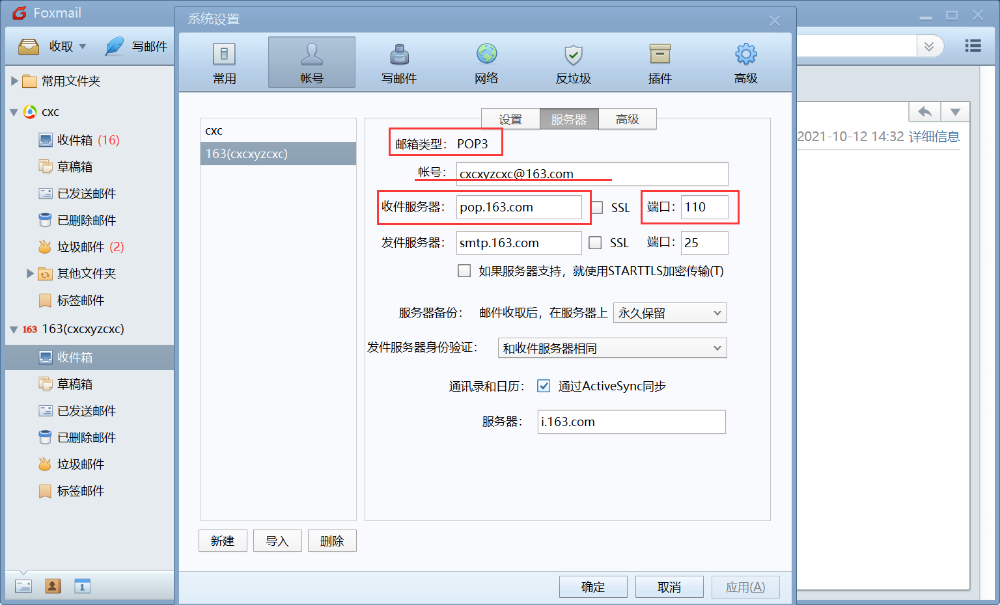 Foxmail
系统设置
收取
写邮件
常用
帐号
写邮件
网络
反垃圾
插件
高级
常用文件夹
cxc
收件箱 (16)
草稿箱
已发送邮件
已删除邮件
垃圾邮件 (2)
其他文件夹
标签邮件
163 163(cxcxyzcxc)
收件箱
草稿箱
已发送邮件
已删除邮件
垃圾邮件
标签邮件
1
cxc
163(cxcxyzcxc)
新建
导入
删除
设置
服务器
高级
邮箱类型： POP3
帐号： cxcxyzcxc@163.com
收件服务器： pop.163.com SSL 端口： 110
发件服务器： smtp.163.com SSL 端口： 25
如果服务器支持，就使用STARTTLS加密传输(T)
服务器备份： 邮件收取后，在服务器上 永久保留
发件服务器身份验证： 和收件服务器相同
通讯录和日历： 通过ActiveSync同步
服务器： i.163.com
确定
取消
应用(A)
2021-10-12 14:32 详细信息